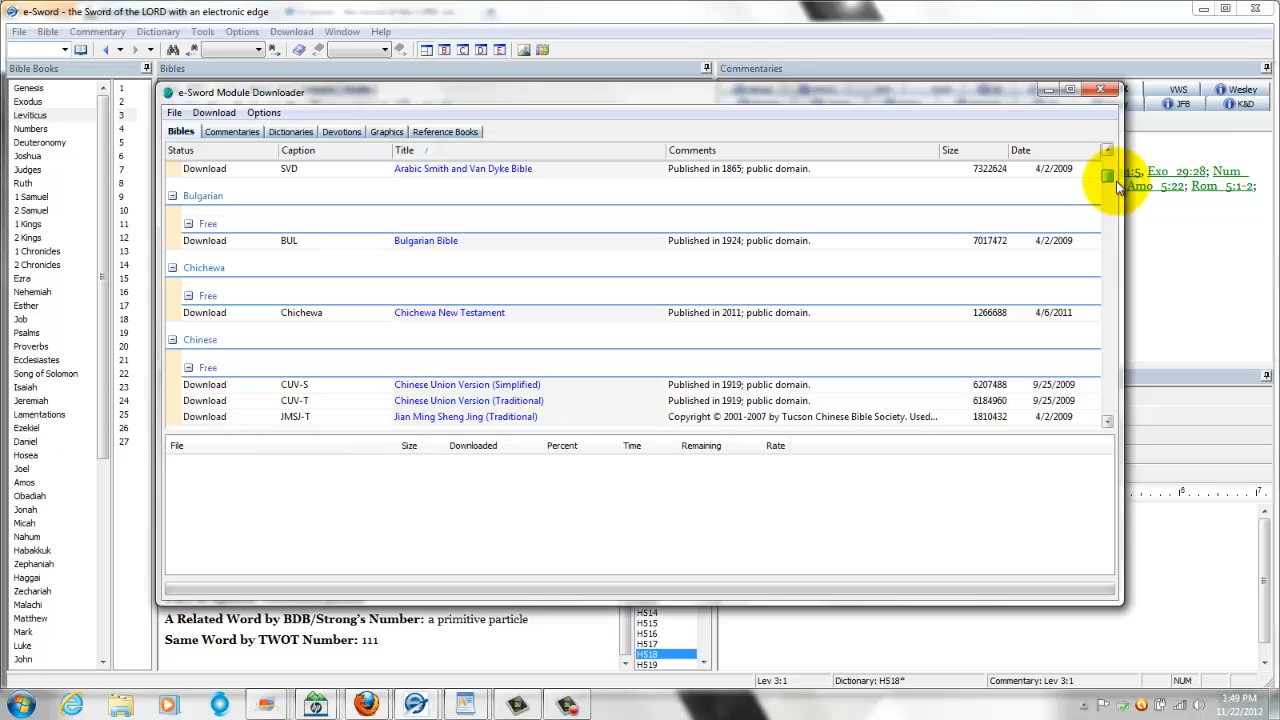 e-Sword - the Sword of the LORD with an electronic edge
File Bible Commentary Dictionary Tools Options Download Window Help
B C D E
Bible Books Bibles Commentaries
e-Sword Module Downloader
File Download Options
Bibles Commentaries Dictionaries Devotions Graphics Reference Books
Status Caption Title / Comments Size Date
Download SVD Arabic Smith and Van Dyke Bible Published in 1865; public domain. 7322624 4/2/2009
Bulgarian
Free
Download BUL Bulgarian Bible Published in 1924; public domain. 7017472 4/2/2009
Chichewa
Free
Download Chichewa Chichewa New Testament Published in 2011; public domain. 1266688 4/6/2011
Chinese
Free
Download CUV-S Chinese Union Version (Simplified) Published in 1919; public domain. 6207488 9/25/2009
Download CUV-T Chinese Union Version (Traditional) Published in 1919; public domain. 6184960 9/25/2009
Download JMSJ-T Jian Ming Sheng Jing (Traditional) Copyright © 2001-2007 by Tucson Chinese Bible Society. Used... 1810432 4/2/2009
File Size Downloaded Percent Time Remaining Rate
VWS Wesley
JFB K&D
4:5, Exo_29:28; Num_
Amo_5:22; Rom_5:1-2;
Genesis
Exodus
Leviticus
Numbers
Deuteronomy
Joshua
Judges
Ruth
1 Samuel
2 Samuel
1 Kings
2 Kings
1 Chronicles
2 Chronicles
Ezra
Nehemiah
Esther
Job
Psalms
Proverbs
Ecclesiastes
Song of Solomon
Isaiah
Jeremiah
Lamentations
Ezekiel
Daniel
Hosea
Joel
Amos
Obadiah
Jonah
Micah
Nahum
Habakkuk
Zephaniah
Haggai
Zechariah
Malachi
Matthew
Mark
Luke
John
1
2
3
4
5
6
7
8
9
10
11
12
13
14
15
16
17
18
19
20
21
22
23
24
25
26
27
6 7
A Related Word by BDB/Strong's Number: a primitive particle
Same Word by TWOT Number: 111
H514
H515
H516
H517
H518
H519
Lev 3:1 Dictionary: H518* Commentary: Lev 3:1 NUM
1:49 PM
11/22/2012